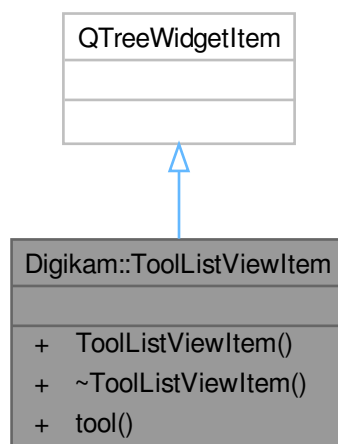 QTreeWidgetItem
Digikam::ToolListViewItem
+ ToolListViewItem()
+ ~ToolListViewItem()
+ tool()